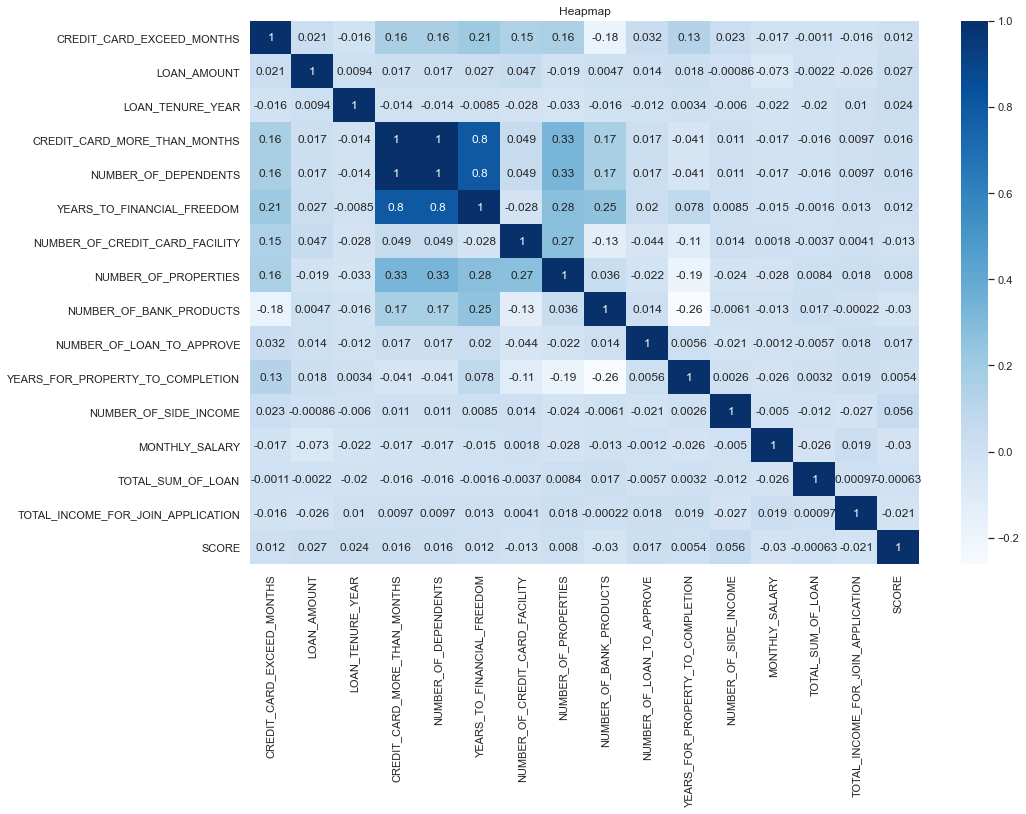 Heapmap
CREDIT_CARD_EXCEED_MONTHS 1 0.021 -0.016 0.16 0.16 0.21 0.15 0.16 -0.18 0.032 0.13 0.023 -0.017 -0.0011 -0.016 0.012
LOAN_AMOUNT 0.021 1 0.0094 0.017 0.017 0.027 0.047 -0.019 0.0047 0.014 0.018 -0.00086 -0.073 -0.0022 -0.026 0.027
LOAN_TENURE_YEAR -0.016 0.0094 1 -0.014 -0.014 -0.0085 -0.028 -0.033 -0.016 -0.012 0.0034 -0.006 -0.022 -0.02 0.01 0.024
CREDIT_CARD_MORE_THAN_MONTHS 0.16 0.017 -0.014 1 1 0.8 0.049 0.33 0.17 0.017 -0.041 0.011 -0.017 -0.016 0.0097 0.016
NUMBER_OF_DEPENDENTS 0.16 0.017 -0.014 1 1 0.8 0.049 0.33 0.17 0.017 -0.041 0.011 -0.017 -0.016 0.0097 0.016
YEARS_TO_FINANCIAL_FREEDOM 0.21 0.027 -0.0085 0.8 0.8 1 -0.028 0.28 0.25 0.02 0.078 0.0085 -0.015 -0.0016 0.013 0.012
NUMBER_OF_CREDIT_CARD_FACILITY 0.15 0.047 -0.028 0.049 0.049 -0.028 1 0.27 -0.13 -0.044 -0.11 0.014 0.0018 -0.0037 0.0041 -0.013
NUMBER_OF_PROPERTIES 0.16 -0.019 -0.033 0.33 0.33 0.28 0.27 1 0.036 -0.022 -0.19 -0.024 -0.028 0.0084 0.018 0.008
NUMBER_OF_BANK_PRODUCTS -0.18 0.0047 -0.016 0.17 0.17 0.25 -0.13 0.036 1 0.014 -0.26 -0.0061 -0.013 0.017 -0.00022 -0.03
NUMBER_OF_LOAN_TO_APPROVE 0.032 0.014 -0.012 0.017 0.017 0.02 -0.044 -0.022 0.014 1 0.0056 -0.021 -0.0012 -0.0057 0.018 0.017
YEARS_FOR_PROPERTY_TO_COMPLETION 0.13 0.018 0.0034 -0.041 -0.041 0.078 -0.11 -0.19 -0.26 0.0056 1 0.0026 -0.026 0.0032 0.019 0.0054
NUMBER_OF_SIDE_INCOME 0.023 -0.00086 -0.006 0.011 0.011 0.0085 0.014 -0.024 -0.0061 -0.021 0.0026 1 -0.005 -0.012 -0.027 0.056
MONTHLY_SALARY -0.017 -0.073 -0.022 -0.017 -0.017 -0.015 0.0018 -0.028 -0.013 -0.0012 -0.026 -0.005 1 -0.026 0.019 -0.03
TOTAL_SUM_OF_LOAN -0.0011 -0.0022 -0.02 -0.016 -0.016 -0.0016 -0.0037 0.0084 0.017 -0.0057 0.0032 -0.012 -0.026 1 0.00097 -0.00063
TOTAL_INCOME_FOR_JOIN_APPLICATION -0.016 -0.026 0.01 0.0097 0.0097 0.013 0.0041 0.018 -0.00022 0.018 0.019 -0.027 0.019 0.00097 1 -0.021
SCORE 0.012 0.027 0.024 0.016 0.016 0.012 -0.013 0.008 -0.03 0.017 0.0054 0.056 -0.03 -0.00063 -0.021 1
CREDIT_CARD_EXCEED_MONTHS
LOAN_AMOUNT
LOAN_TENURE_YEAR
CREDIT_CARD_MORE_THAN_MONTHS
NUMBER_OF_DEPENDENTS
YEARS_TO_FINANCIAL_FREEDOM
NUMBER_OF_CREDIT_CARD_FACILITY
NUMBER_OF_PROPERTIES
NUMBER_OF_BANK_PRODUCTS
NUMBER_OF_LOAN_TO_APPROVE
YEARS_FOR_PROPERTY_TO_COMPLETION
NUMBER_OF_SIDE_INCOME
MONTHLY_SALARY
TOTAL_SUM_OF_LOAN
TOTAL_INCOME_FOR_JOIN_APPLICATION
SCORE
1.0
0.8
0.6
0.4
0.2
0.0
-0.2